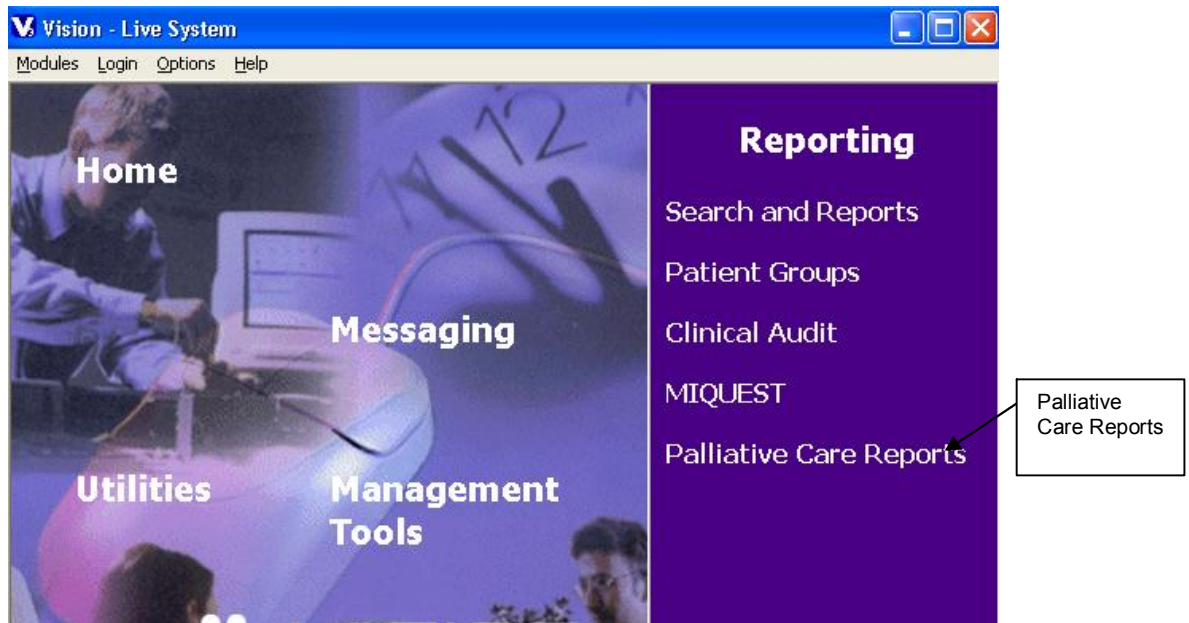 Vision - Live System
Modules Login Options Help
Home
Messaging
Utilities
Management
Tools
12
Reporting
Search and Reports
Patient Groups
Clinical Audit
MIQUEST
Palliative Care Reports
Palliative
Care Reports